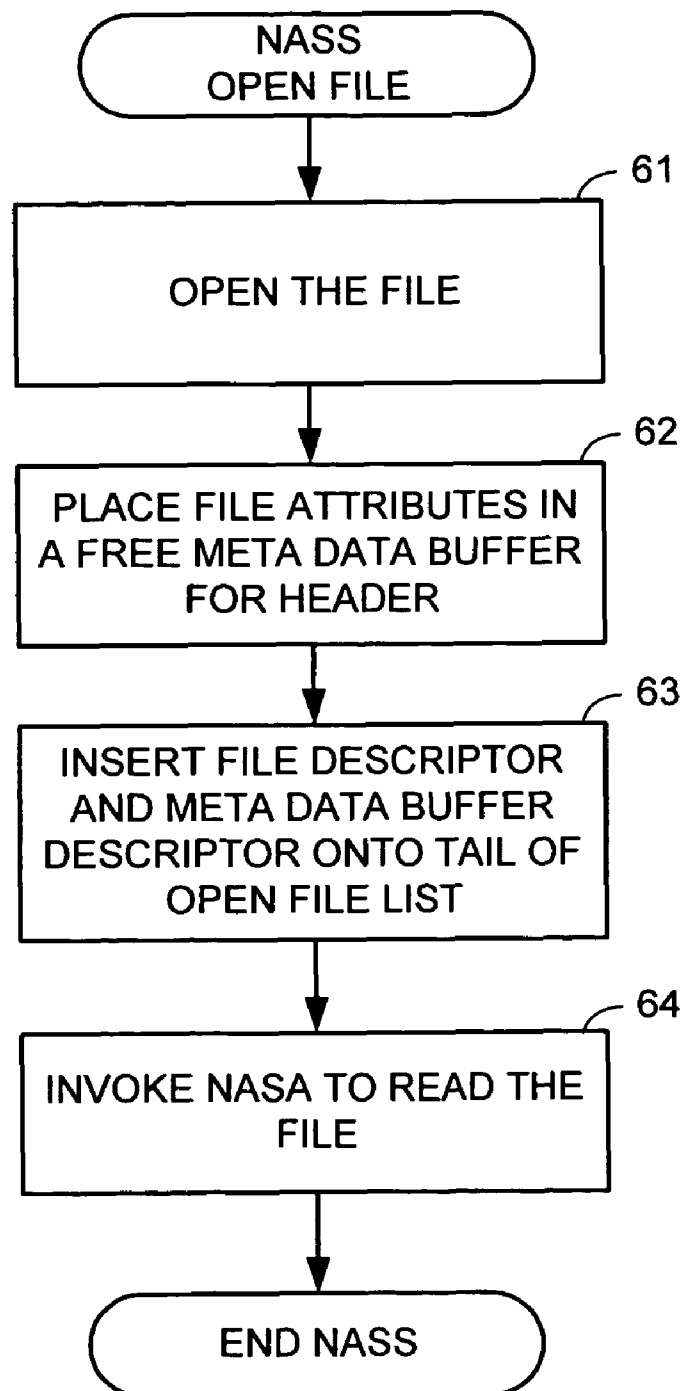 NASS
OPEN FILE
61
OPEN THE FILE
62
PLACE FILE ATTRIBUTES IN
A FREE META DATA BUFFER
FOR HEADER
63
INSERT FILE DESCRIPTOR
AND META DATA BUFFER
DESCRIPTOR ONTO TAIL OF
OPEN FILE LIST
64
INVOKE NASA TO READ THE
FILE
END NASS